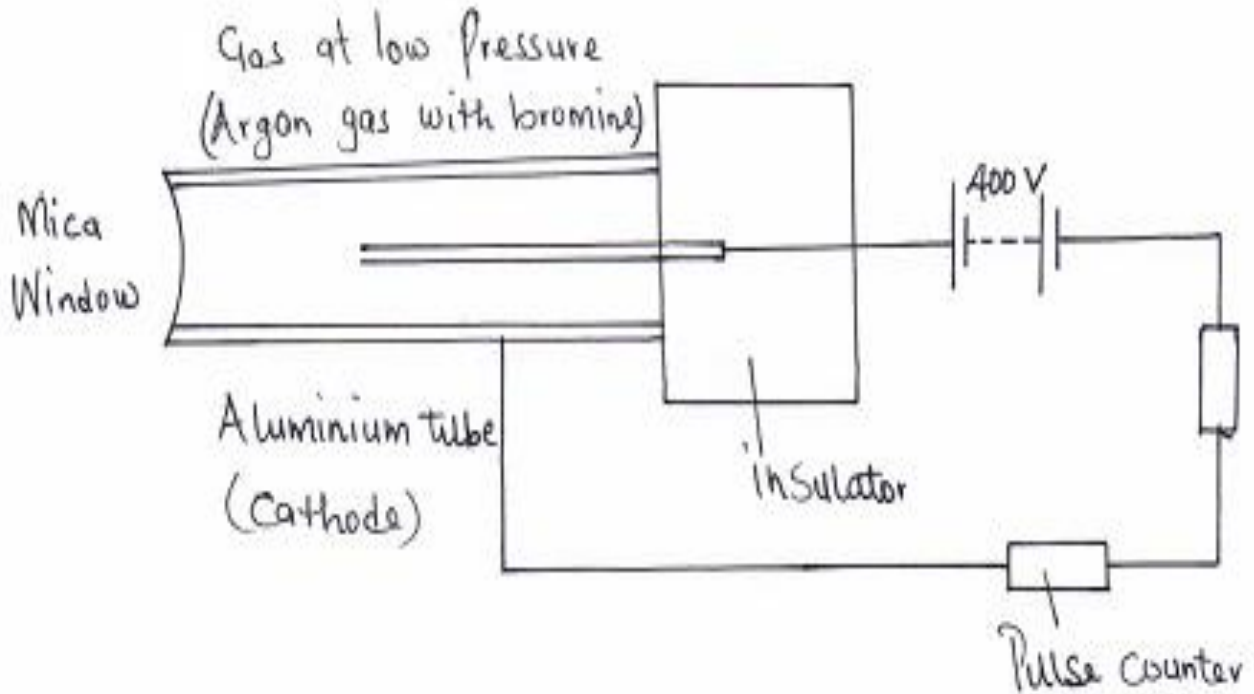 Gas at low Pressure
(Argon gas with bromine)
Mica
Window
400 V
Aluminium tube
(Cathode)
insulator
Pulse counter